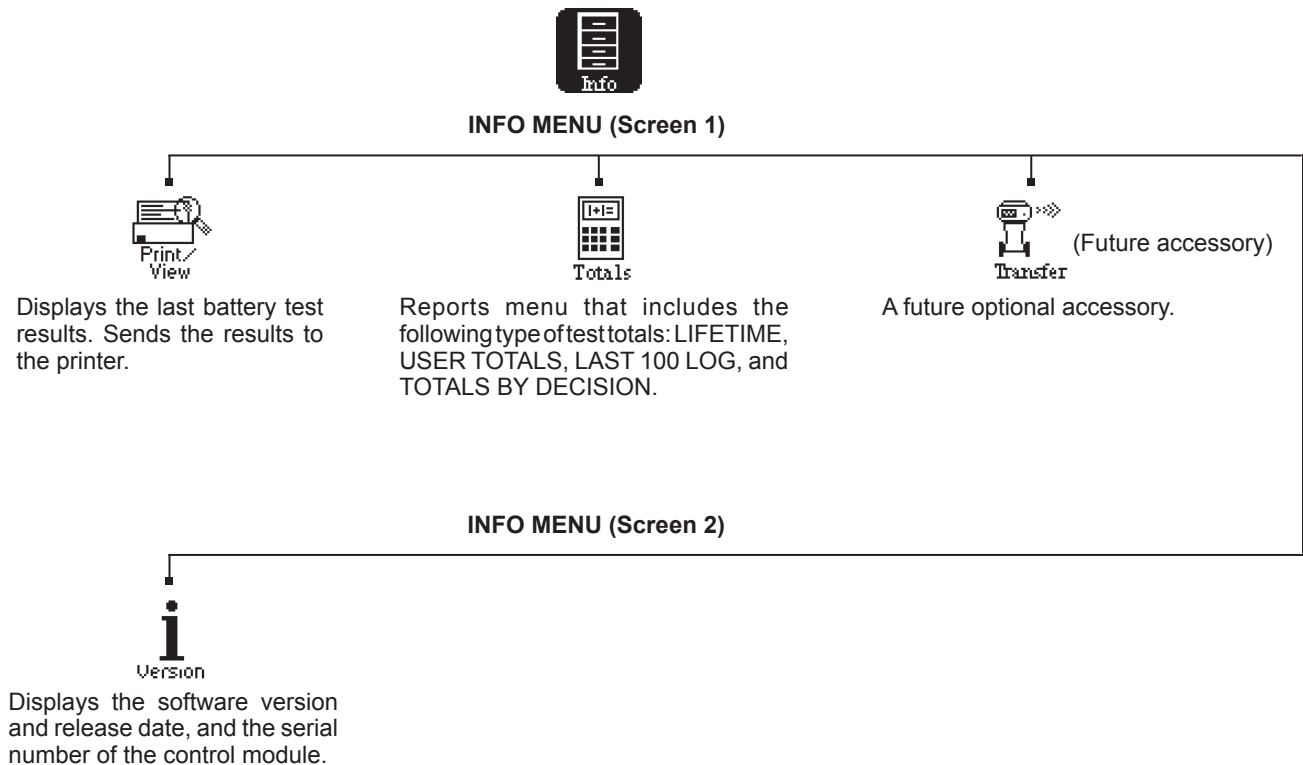 Info
INFO MENU (Screen 1)
Print/
View
Displays the last battery test
results. Sends the results to
the printer.
|+|=
Totals
Reports menu that includes the
following type of test totals: LIFETIME,
USER TOTALS, LAST 100 LOG, and
TOTALS BY DECISION.
Transfer
(Future accessory)
A future optional accessory.
INFO MENU (Screen 2)
Version
Displays the software version
and release date, and the serial
number of the control module.